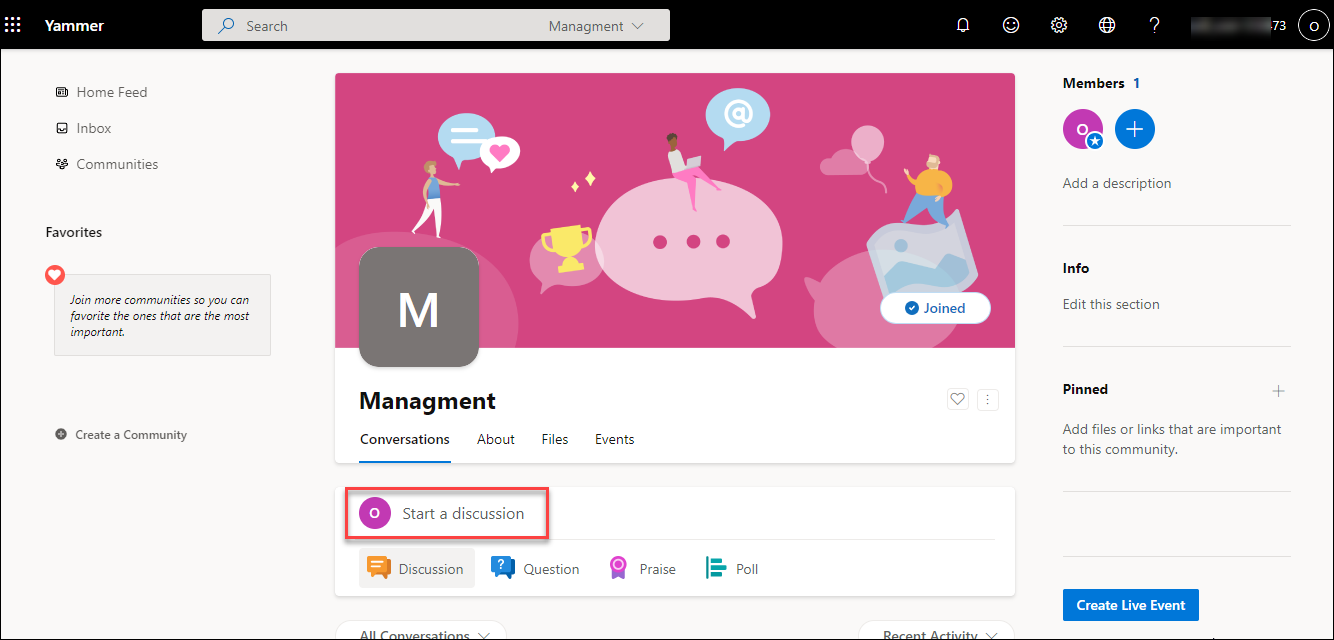 Yammer
Search
Managment
73
O
Home Feed
Inbox
Communities
Favorites
Join more communities so you can
favorite the ones that are the most
important.
Create a Community
M
Joined
Managment
Conversations
About
Files
Events
O
Start a discussion
Discussion
Question
Praise
Poll
All Conversations
Recent Activity
Members 1
O
Add a description
Info
Edit this section
Pinned
Add files or links that are important
to this community.
Create Live Event